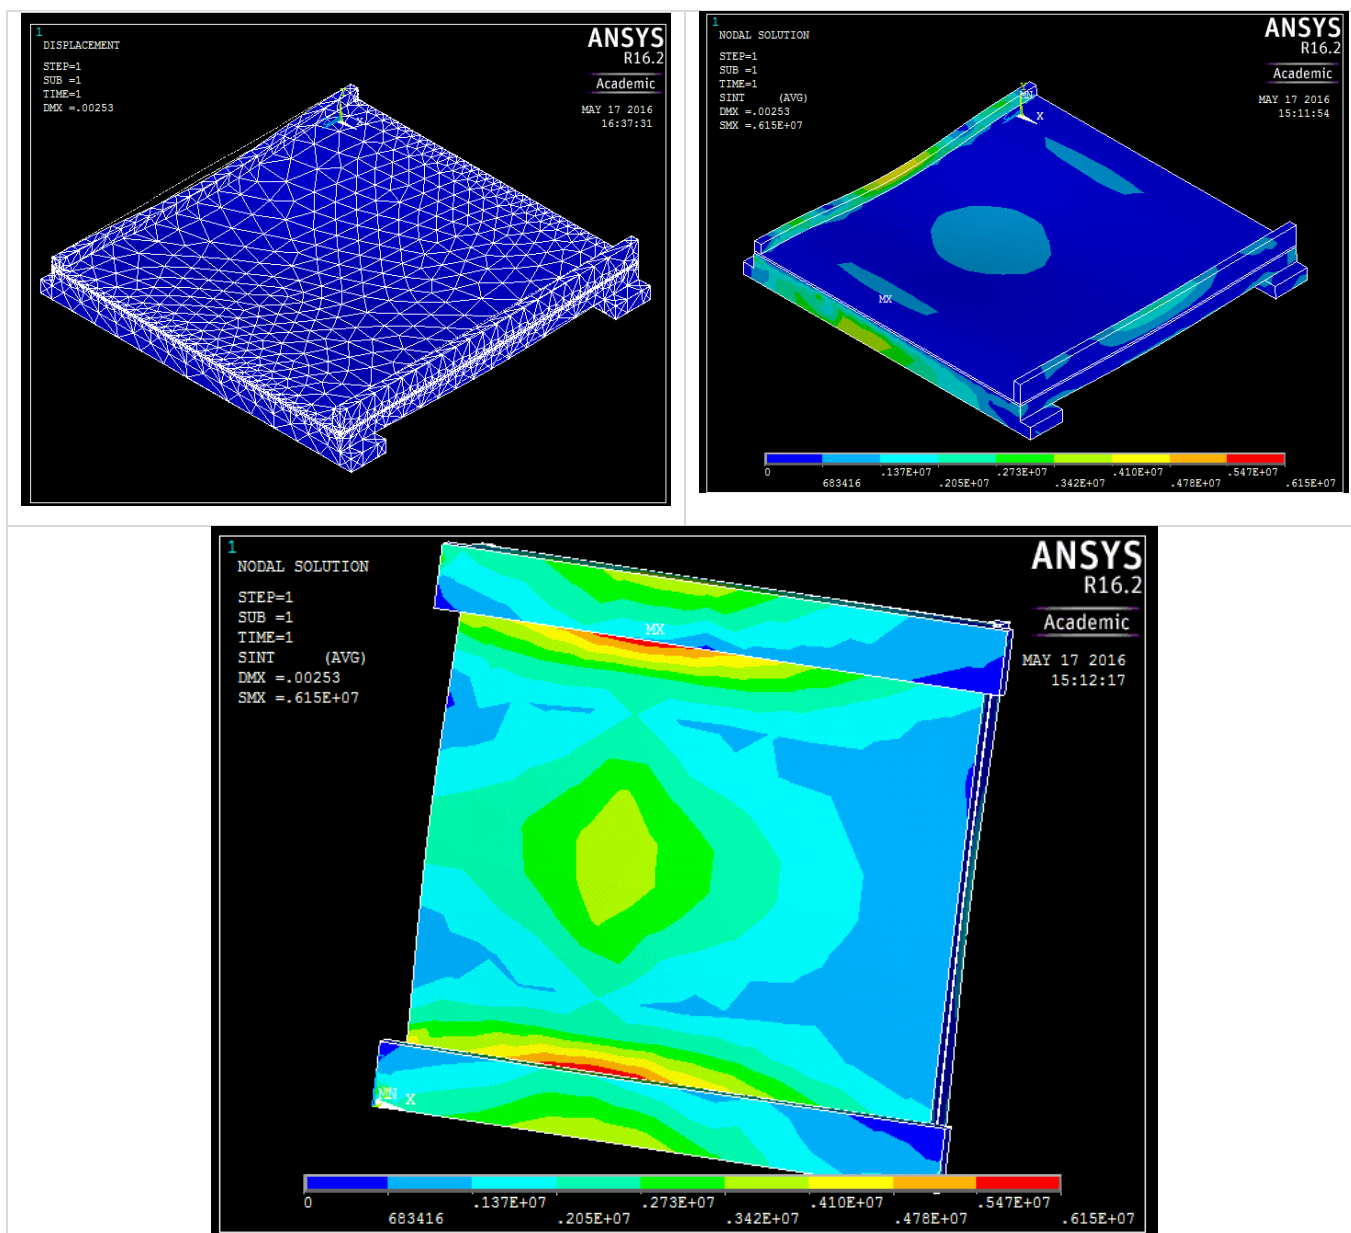 1
DISPLACEMENT
STEP=1
SUB =1
TIME=1
DMX =.00253
ANSYS
R16.2
Academic
MAY 17 2016
16:37:31
X
1
NODAL SOLUTION
STEP=1
SUB =1
TIME=1
SINT (AVG)
DMX =.00253
SMX =.615E+07
ANSYS
R16.2
Academic
MAY 17 2016
15:11:54
MN
X
MX
0 .137E+07 .273E+07 .410E+07 .547E+07
683416 .205E+07 .342E+07 .478E+07 .615E+07
1
NODAL SOLUTION
STEP=1
SUB =1
TIME=1
SINT (AVG)
DMX =.00253
SMX =.615E+07
ANSYS
R16.2
Academic
MAY 17 2016
15:12:17
MX
MN X
0 .137E+07 .273E+07 .410E+07 .547E+07
683416 .205E+07 .342E+07 .478E+07 .615E+07